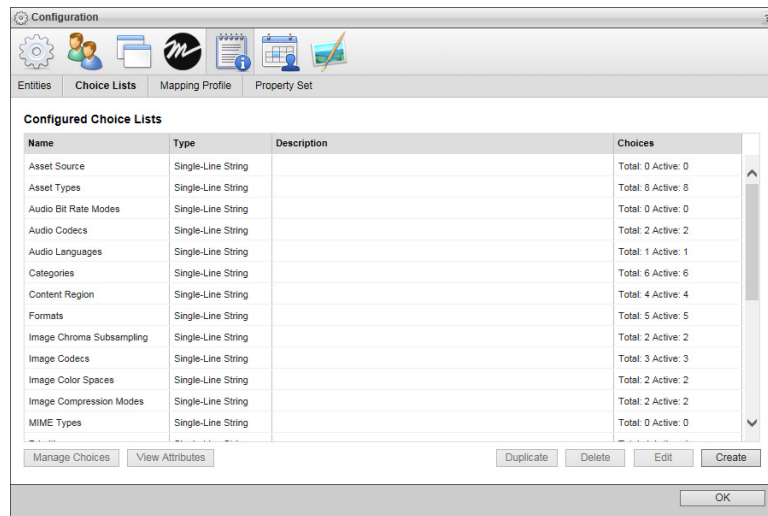 Configuration
Entities Choice Lists Mapping Profile Property Set
Configured Choice Lists
Name Type Description Choices
Asset Source Single-Line String Total: 0 Active: 0
Asset Types Single-Line String Total: 8 Active: 8
Audio Bit Rate Modes Single-Line String Total: 0 Active: 0
Audio Codecs Single-Line String Total: 2 Active: 2
Audio Languages Single-Line String Total: 1 Active: 1
Categories Single-Line String Total: 6 Active: 6
Content Region Single-Line String Total: 4 Active: 4
Formats Single-Line String Total: 5 Active: 5
Image Chroma Subsampling Single-Line String Total: 2 Active: 2
Image Codecs Single-Line String Total: 3 Active: 3
Image Color Spaces Single-Line String Total: 2 Active: 2
Image Compression Modes Single-Line String Total: 2 Active: 2
MIME Types Single-Line String Total: 0 Active: 0
Manage Choices View Attributes Duplicate Delete Edit Create
OK